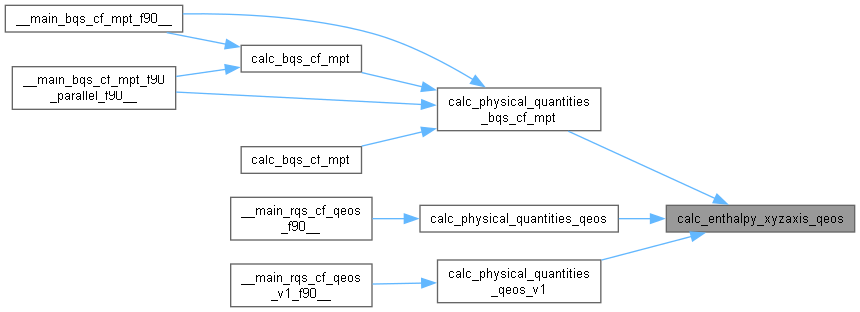 __main_bqs_cf_mpt_f90__
calc_bqs_cf_mpt
__main_bqs_cf_mpt_f90
_parallel_f90__
calc_physical_quantities
_bqs_cf_mpt
calc_bqs_cf_mpt
__main_rqs_cf_qeos
_f90__
calc_physical_quantities_qeos
calc_enthalpy_xyzaxis_qeos
__main_rqs_cf_qeos
_v1_f90__
calc_physical_quantities
_qeos_v1